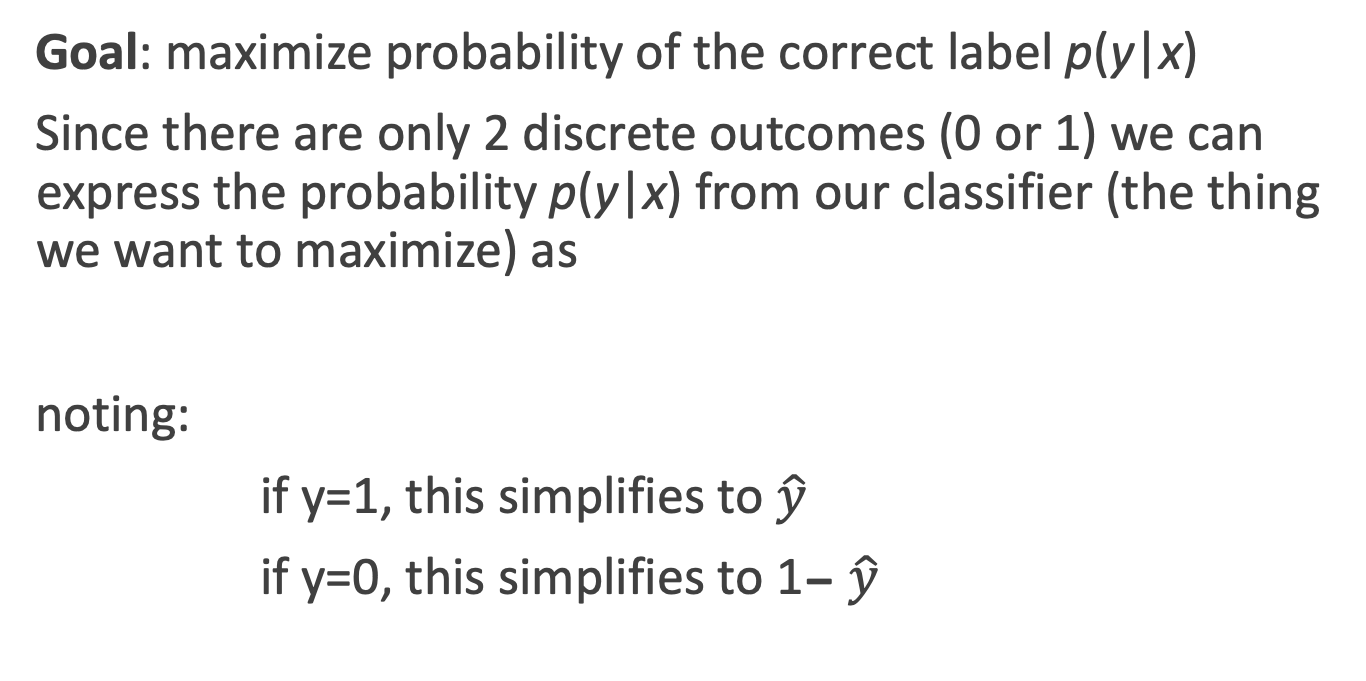 Goal: maximize probability of the correct label p(y|x)
Since there are only 2 discrete outcomes (0 or 1) we can
express the probability p(y|x) from our classifier (the thing
we want to maximize) as
noting:
if y=1, this simplifies to ŷ
if y=0, this simplifies to 1– ŷ